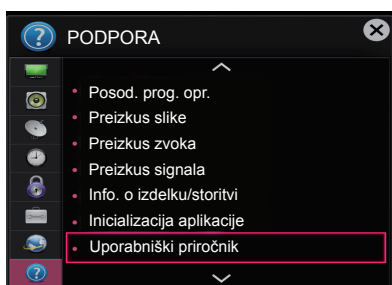 PODPORA
Posod. prog. opr.
Preizkus slike
Preizkus zvoka
Preizkus signala
Info. o izdelku/storitvi
Inicializacija aplikacije
Uporabniški priročnik